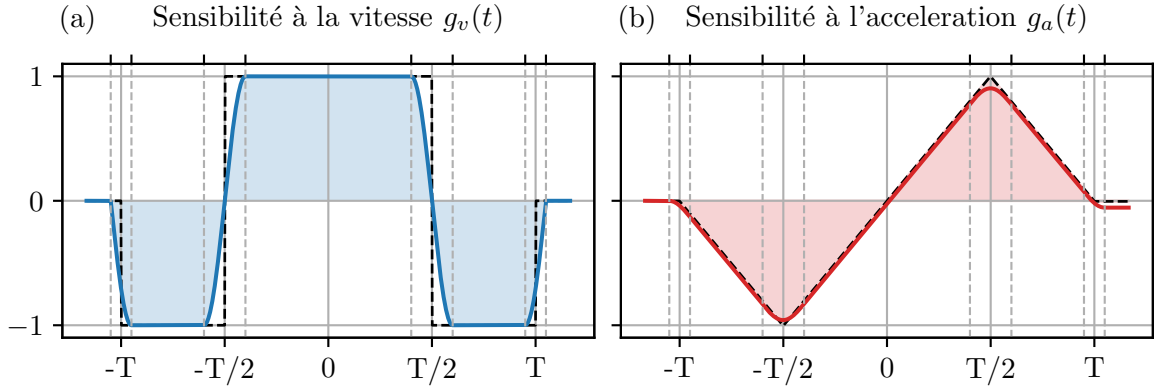 (a) Sensibilité à la vitesse g_v(t)
(b) Sensibilité à l'acceleration g_a(t)
1
0
−1
-T -T/2 0 T/2 T
-T -T/2 0 T/2 T